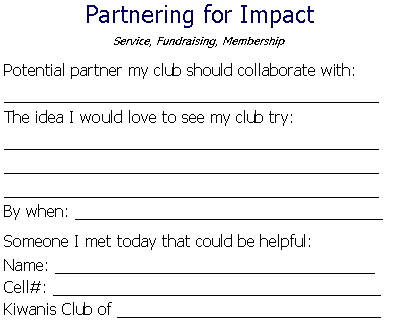 Partnering for Impact
Service, Fundraising, Membership
Potential partner my club should collaborate with:
The idea I would love to see my club try:
By when:
Someone I met today that could be helpful:
Name:
Cell#:
Kiwanis Club of